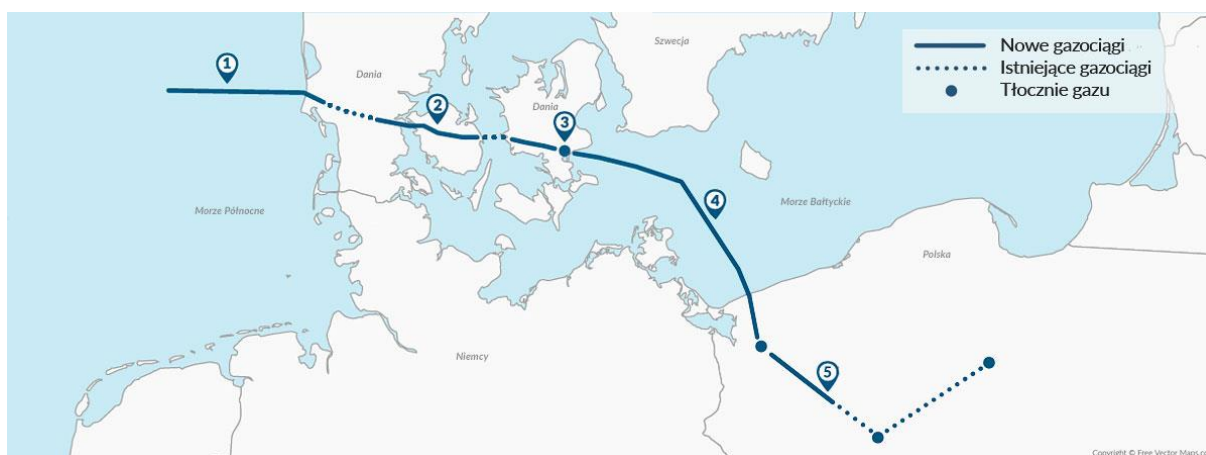 Szwecja
Nowe gazociągi
Istniejące gazociągi
Tłocznie gazu
1
Dania
2
Dania
3
4
Morze Północne
Morze Bałtyckie
Polska
Niemcy
5
Copyright © Free Vector Maps.co